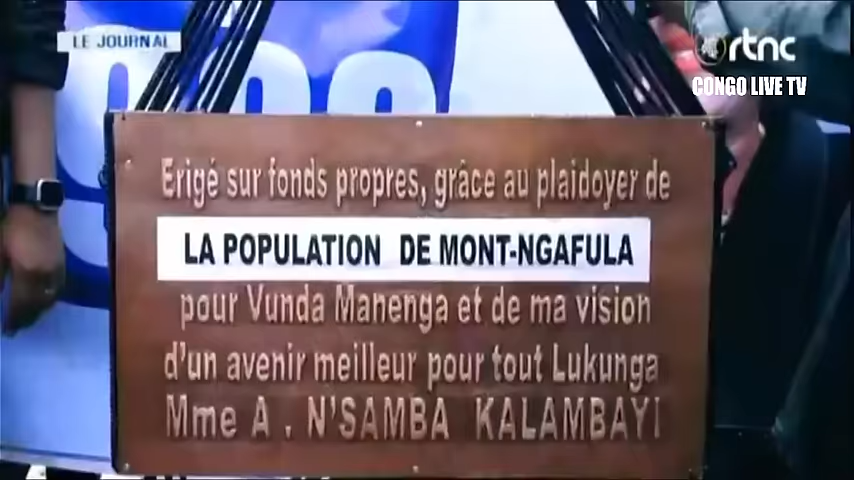 LE JOURNAL
rtnc
CONGO LIVE TV
Erigé sur fonds propres, grâce au plaidoyer de
LA POPULATION DE MONT-NGAFULA
pour Vunda Manenga et de ma vision
d'un avenir meilleur pour tout Lukunga
Mme A . N'SAMBA KALAMBAYI